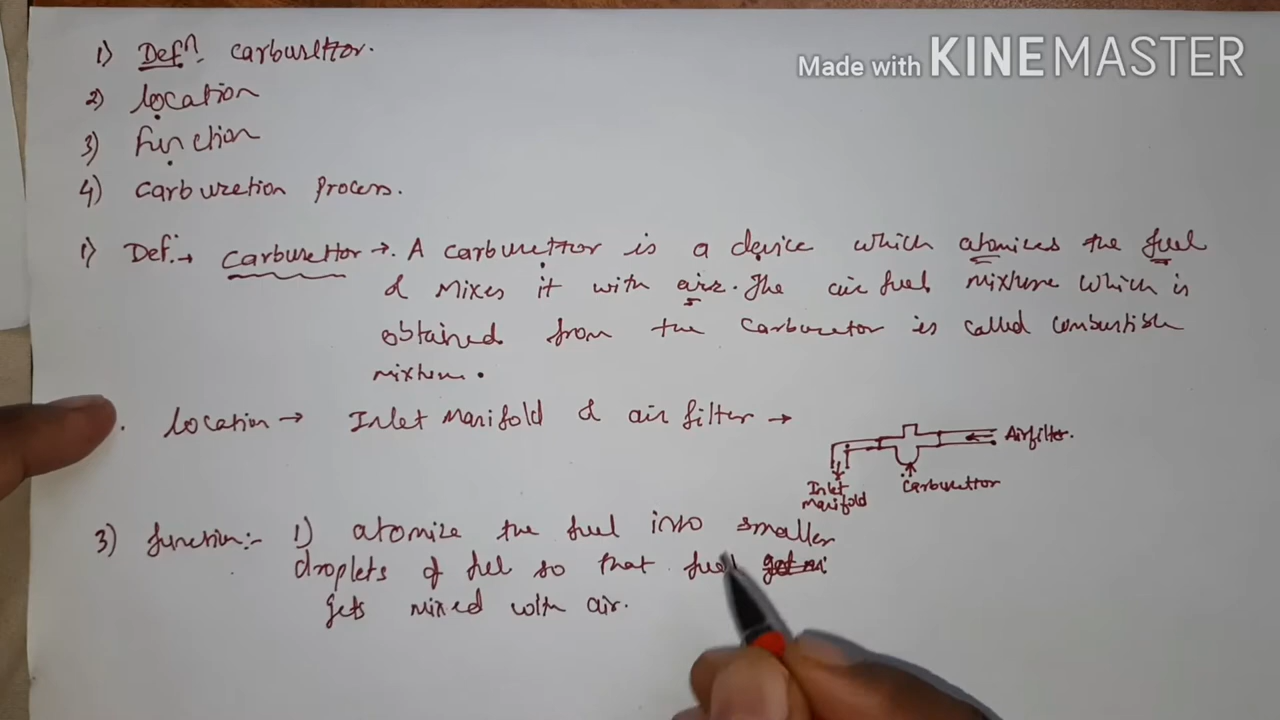 Made with KINEMASTER
1) Defⁿ. carburettor.
2) location
3) Function
4) carburetion process.
1) Def:→ carburettor →. A carburettor is a device which atomizes the fuel
& Mixes it with air. The air fuel mixture which is
obtained from the carburetor is called combustible
mixture.
location → Inlet Manifold & air filter →
Airfilter.
Inlet manifold
Carburettor
3) function:- 1) atomize the fuel into smaller
droplets of fuel so that fuel
gets mixed with air.